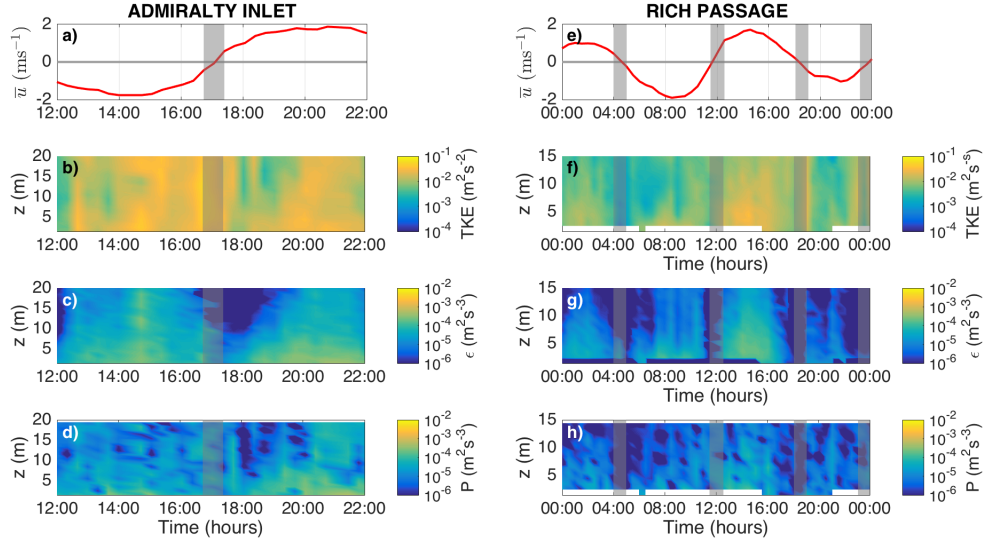 ADMIRALTY INLET
RICH PASSAGE
a)
2
0
-2
u̅ (ms⁻¹)
12:00 14:00 16:00 18:00 20:00 22:00
e)
2
0
-2
u̅ (ms⁻¹)
00:00 04:00 08:00 12:00 16:00 20:00 00:00
b)
20
15
10
5
z (m)
12:00 14:00 16:00 18:00 20:00 22:00
10⁻¹
10⁻²
10⁻³
10⁻⁴
TKE (m²s⁻²)
f)
15
10
5
z (m)
00:00 04:00 08:00 12:00 16:00 20:00 00:00
Time (hours)
10⁻¹
10⁻²
10⁻³
10⁻⁴
TKE (m²s⁻ˢ)
c)
20
15
10
5
z (m)
12:00 14:00 16:00 18:00 20:00 22:00
10⁻²
10⁻³
10⁻⁴
10⁻⁵
10⁻⁶
ϵ (m²s⁻³)
g)
15
10
5
z (m)
00:00 04:00 08:00 12:00 16:00 20:00 00:00
Time (hours)
10⁻²
10⁻³
10⁻⁴
10⁻⁵
10⁻⁶
ϵ (m²s⁻³)
d)
20
15
10
5
z (m)
12:00 14:00 16:00 18:00 20:00 22:00
Time (hours)
10⁻²
10⁻³
10⁻⁴
10⁻⁵
10⁻⁶
P (m²s⁻³)
h)
15
10
5
z (m)
00:00 04:00 08:00 12:00 16:00 20:00 00:00
Time (hours)
10⁻²
10⁻³
10⁻⁴
10⁻⁵
10⁻⁶
P (m²s⁻³)